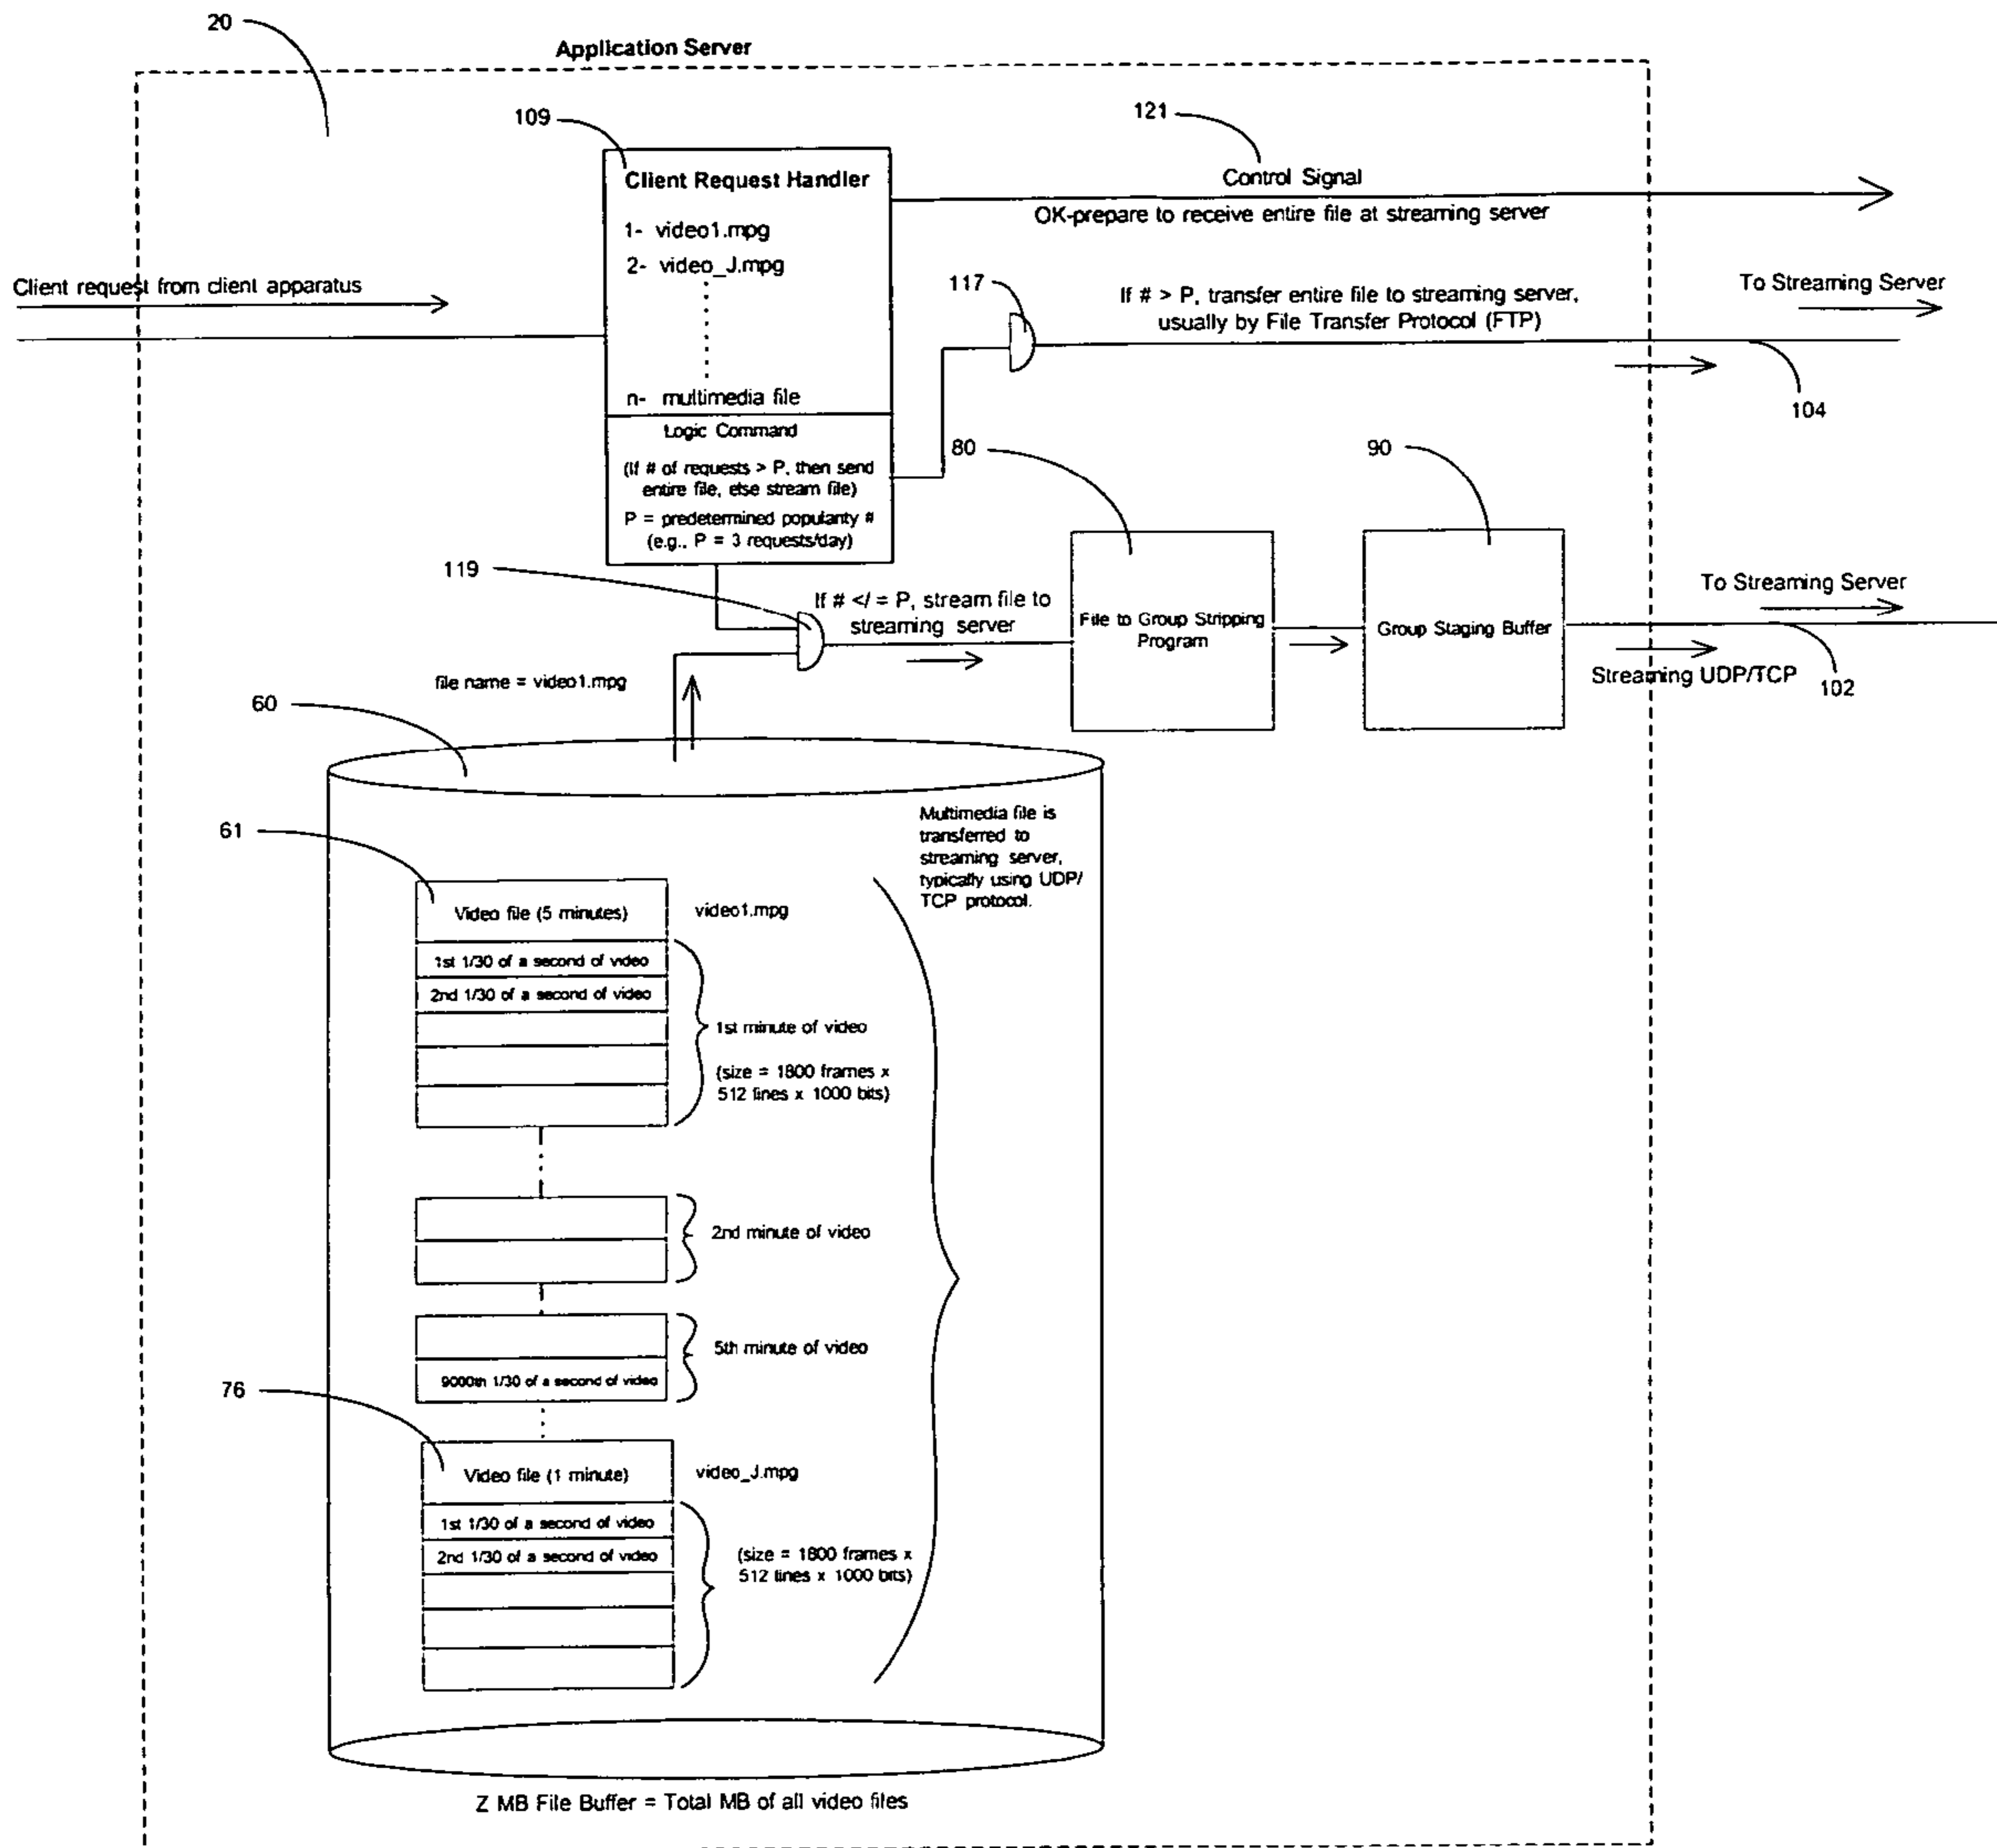 20
Application Server
109
121
Client Request Handler
1- video1.mpg
2- video_J.mpg
n- multimedia file
Control Signal
OK-prepare to receive entire file at streaming server
Client request from client apparatus
117
If # > P, transfer entire file to streaming server,
usually by File Transfer Protocol (FTP)
To Streaming Server
104
Logic Command
(If # of requests > P, then send
entire file, else stream file)
P = predetermined popularity #
(e.g., P = 3 requests/day)
80
90
119
If # </ = P, stream file to
streaming server
File to Group Stripping
Program
Group Staging Buffer
To Streaming Server
Streaming UDP/TCP
102
file name = video1.mpg
60
61
Multimedia file is
transferred to
streaming server,
typically using UDP/
TCP protocol.
Video file (5 minutes)
video1.mpg
1st 1/30 of a second of video
2nd 1/30 of a second of video
1st minute of video
(size = 1800 frames x
512 lines x 1000 bits)
2nd minute of video
5th minute of video
9000th 1/30 of a second of video
76
Video file (1 minute)
video_J.mpg
1st 1/30 of a second of video
2nd 1/30 of a second of video
(size = 1800 frames x
512 lines x 1000 bits)
Z MB File Buffer = Total MB of all video files